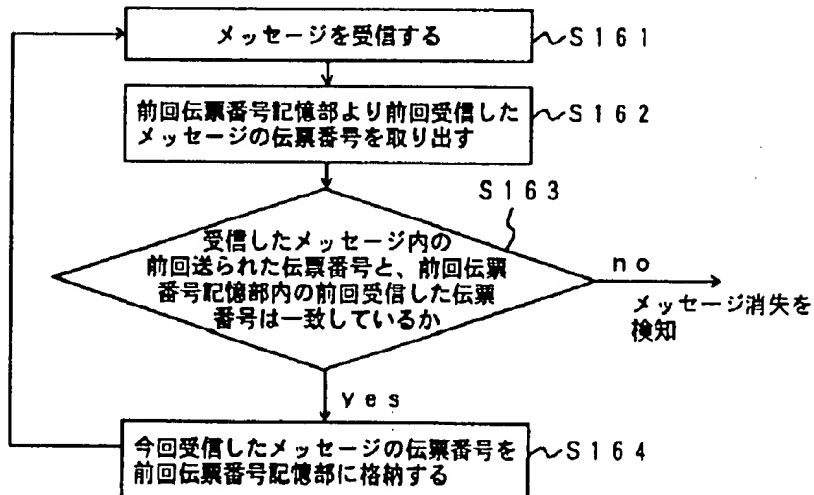 メッセージを受信する
S161
前回伝票番号記憶部より前回受信した
メッセージの伝票番号を取り出す
S162
S163
受信したメッセージ内の
前回送られた伝票番号と、前回伝票
番号記憶部内の前回受信した伝票
番号は一致しているか
no
メッセージ消失を
検知
yes
今回受信したメッセージの伝票番号を
前回伝票番号記憶部に格納する
S164